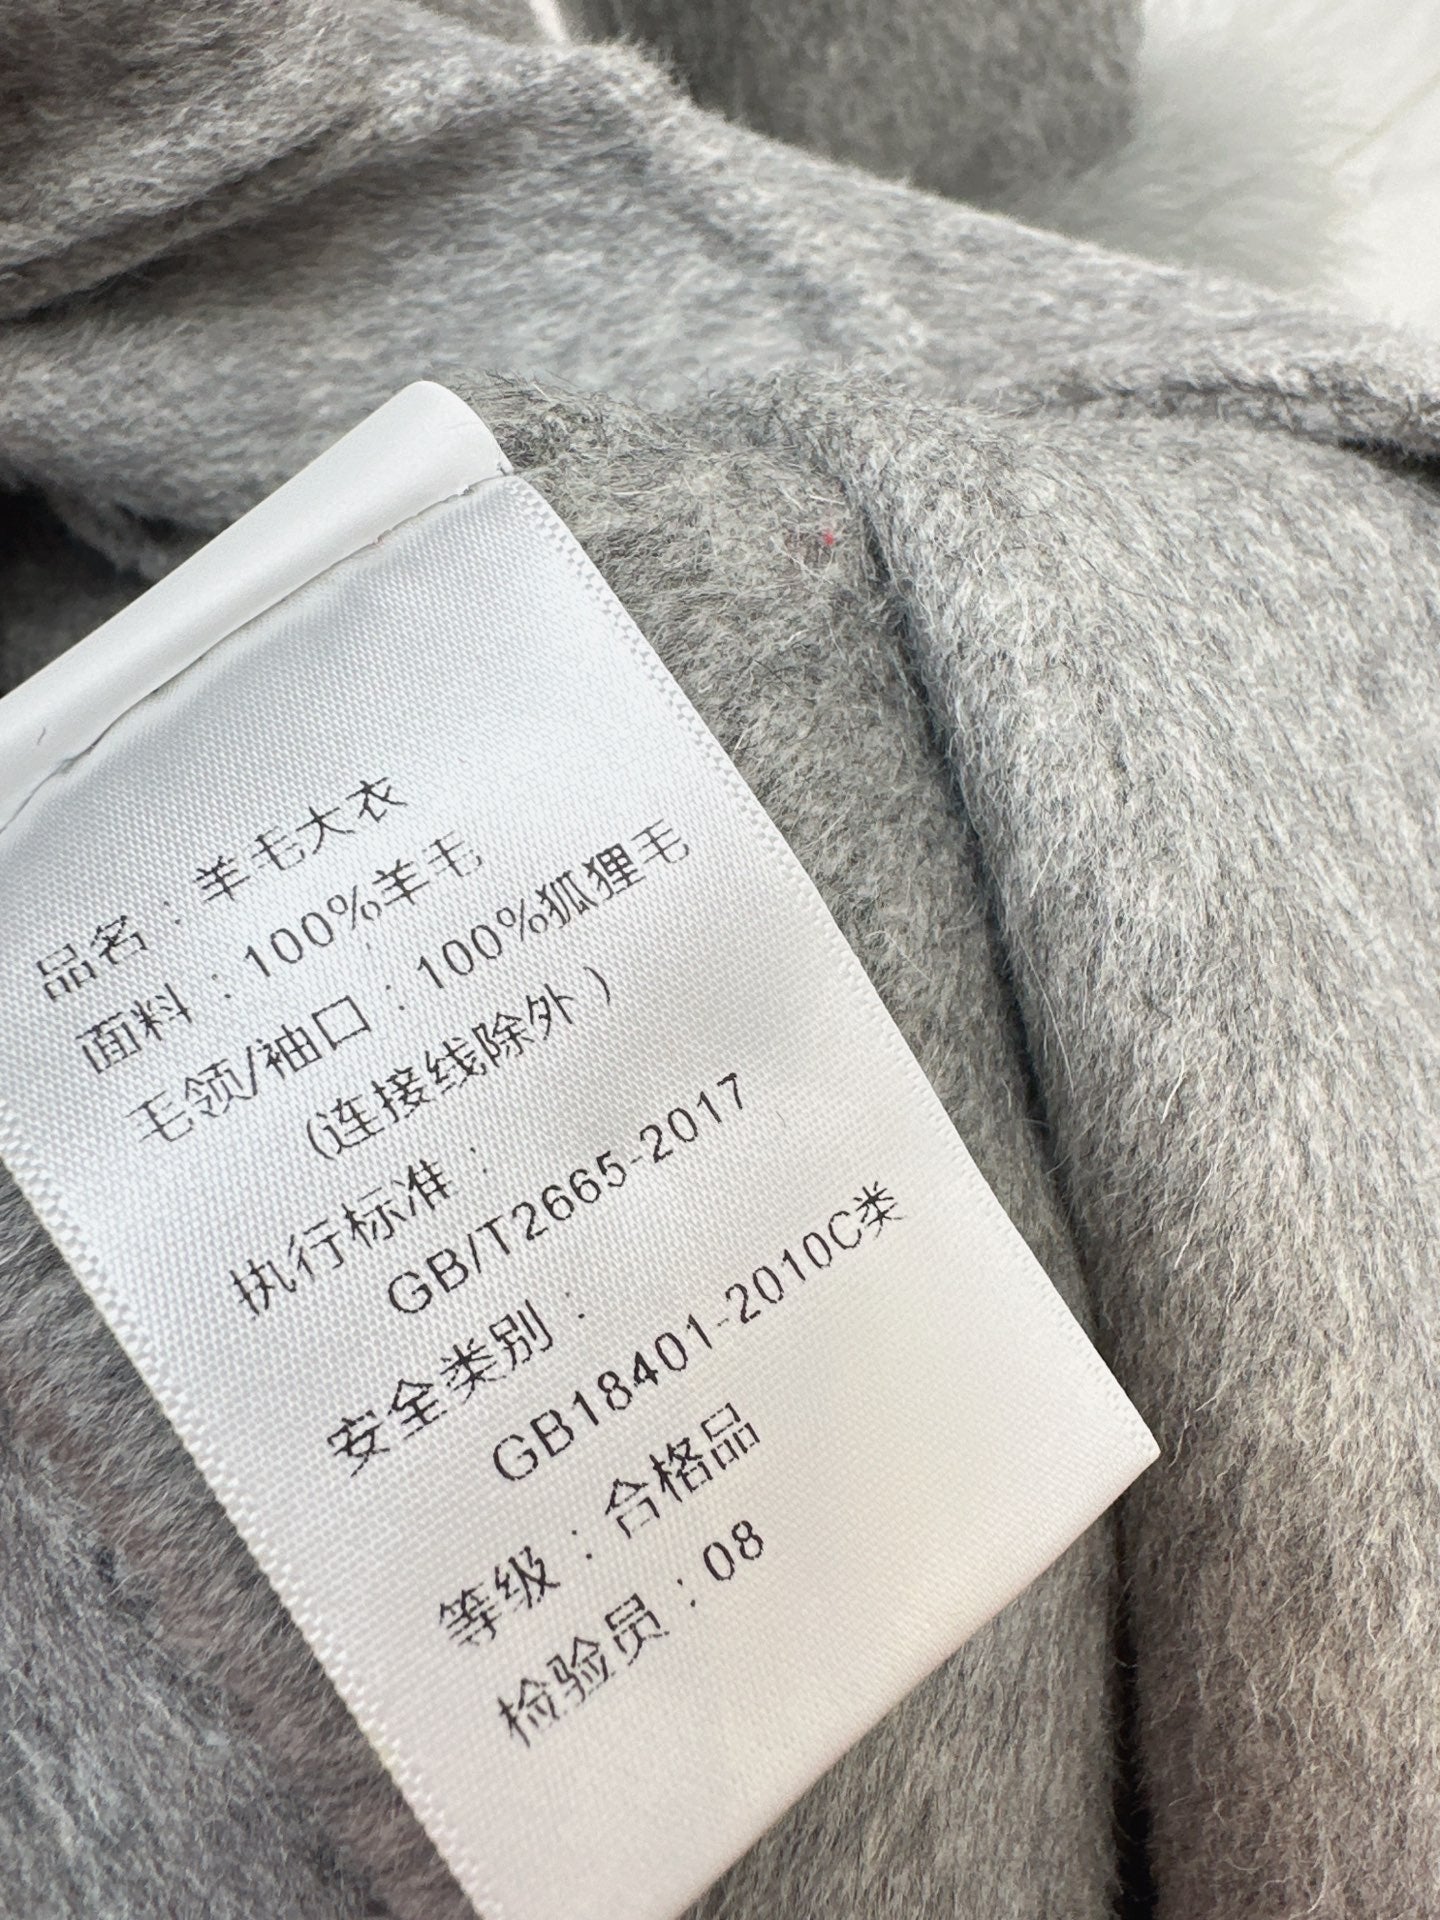 品名：羊毛大衣
面料：100%羊毛
毛领/袖口：100%狐狸毛
(连接线除外)
执行标准：
GB/T2665-2017
安全类别：
GB18401-2010C类
等级：合格品
检验员：08